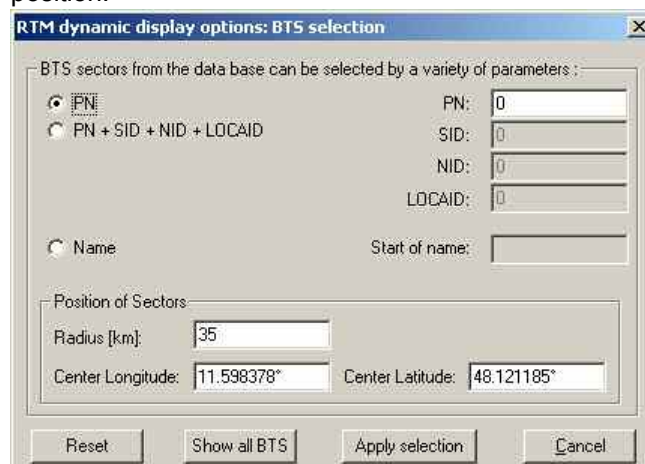 position.
RTM dynamic display options: BTS selection
BTS sectors from the data base can be selected by a variety of parameters :
PN PN: 0
PN + SID + NID + LOCAID SID: 0
NID: 0
LOCAID: 0
Name Start of name:
Position of Sectors
Radius [km]: 35
Center Longitude: 11.598378° Center Latitude: 48.121185°
Reset Show all BTS Apply selection Cancel